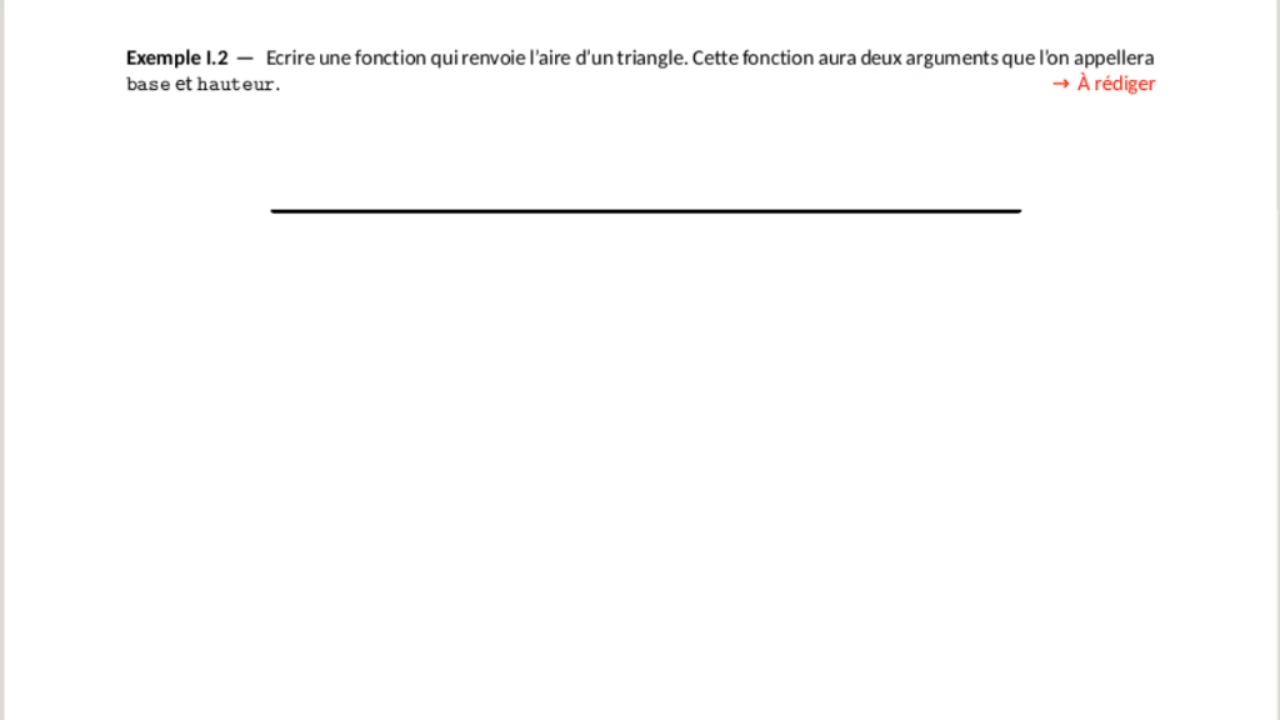 Exemple I.2 — Ecrire une fonction qui renvoie l'aire d'un triangle. Cette fonction aura deux arguments que l'on appellera
base et hauteur. → À rédiger